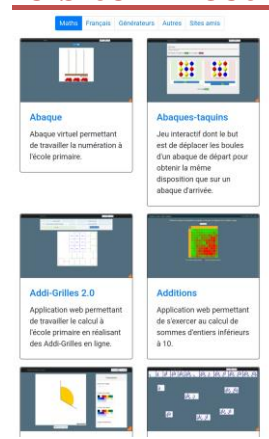 Maths Français Générateurs Autres Sites amis
Abaque
Abaque virtuel permettant
de travailler la numération à
l'école primaire.
Abaques-taquins
Jeu interactif dont le but
est de déplacer les boules
d'un abaque de départ pour
obtenir la même
disposition que sur un
abaque d'arrivée.
Addi-Grilles 2.0
Application web permettant
de travailler le calcul à
l'école primaire en réalisant
des Addi-Grilles en ligne.
Additions
Application web permettant
de s'exercer au calcul de
sommes d'entiers inférieurs
à 10.